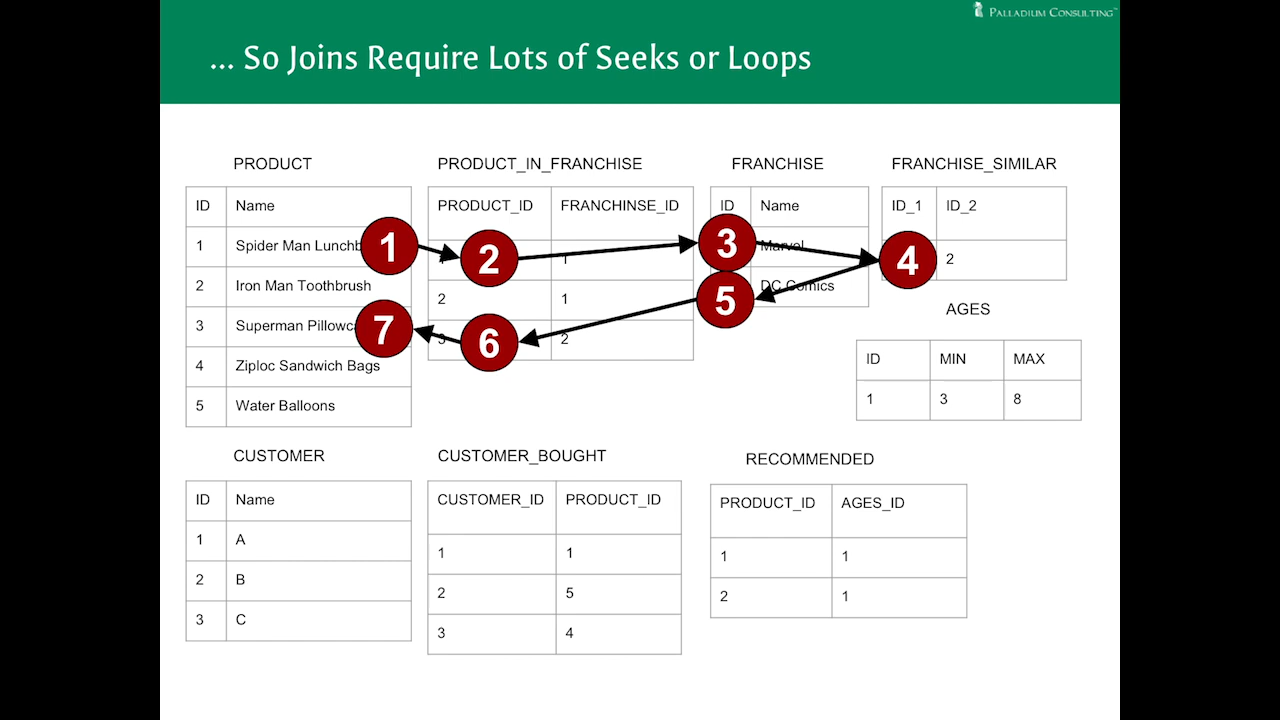 PALLADIUM CONSULTING™
... So Joins Require Lots of Seeks or Loops
PRODUCT
ID Name
1 Spider Man
2 Iron Man Toothbrush
3 Superman
4 Ziploc Sandwich Bags
5 Water Balloons
PRODUCT_IN_FRANCHISE
PRODUCT_ID FRANCHINSE_ID
1
2 1
3 2
FRANCHISE
ID Name
Marvel
DC Comics
FRANCHISE_SIMILAR
ID_1 ID_2
2
1
2
3
4
5
6
7
AGES
ID MIN MAX
1 3 8
CUSTOMER
ID Name
1 A
2 B
3 C
CUSTOMER_BOUGHT
CUSTOMER_ID PRODUCT_ID
1 1
2 5
3 4
RECOMMENDED
PRODUCT_ID AGES_ID
1 1
2 1